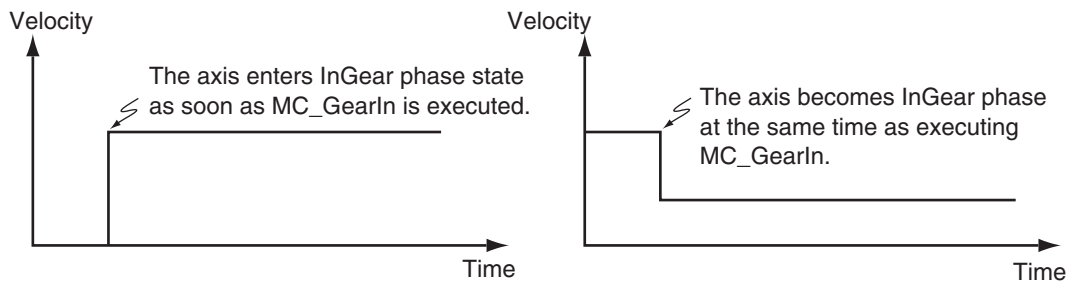 Velocity
The axis enters InGear phase state
as soon as MC_GearIn is executed.
Time
Velocity
The axis becomes InGear phase
at the same time as executing
MC_GearIn.
Time